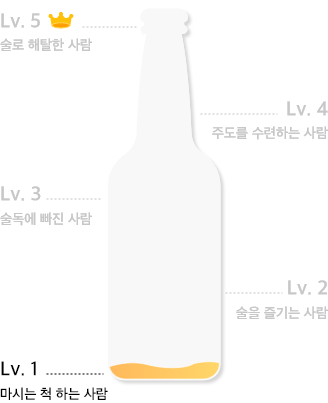 Lv. 5
술로 해탈한 사람
Lv. 4
주도를 수련하는 사람
Lv. 3
술독에 빠진 사람
Lv. 2
술을 즐기는 사람
Lv. 1
마시는 척 하는 사람